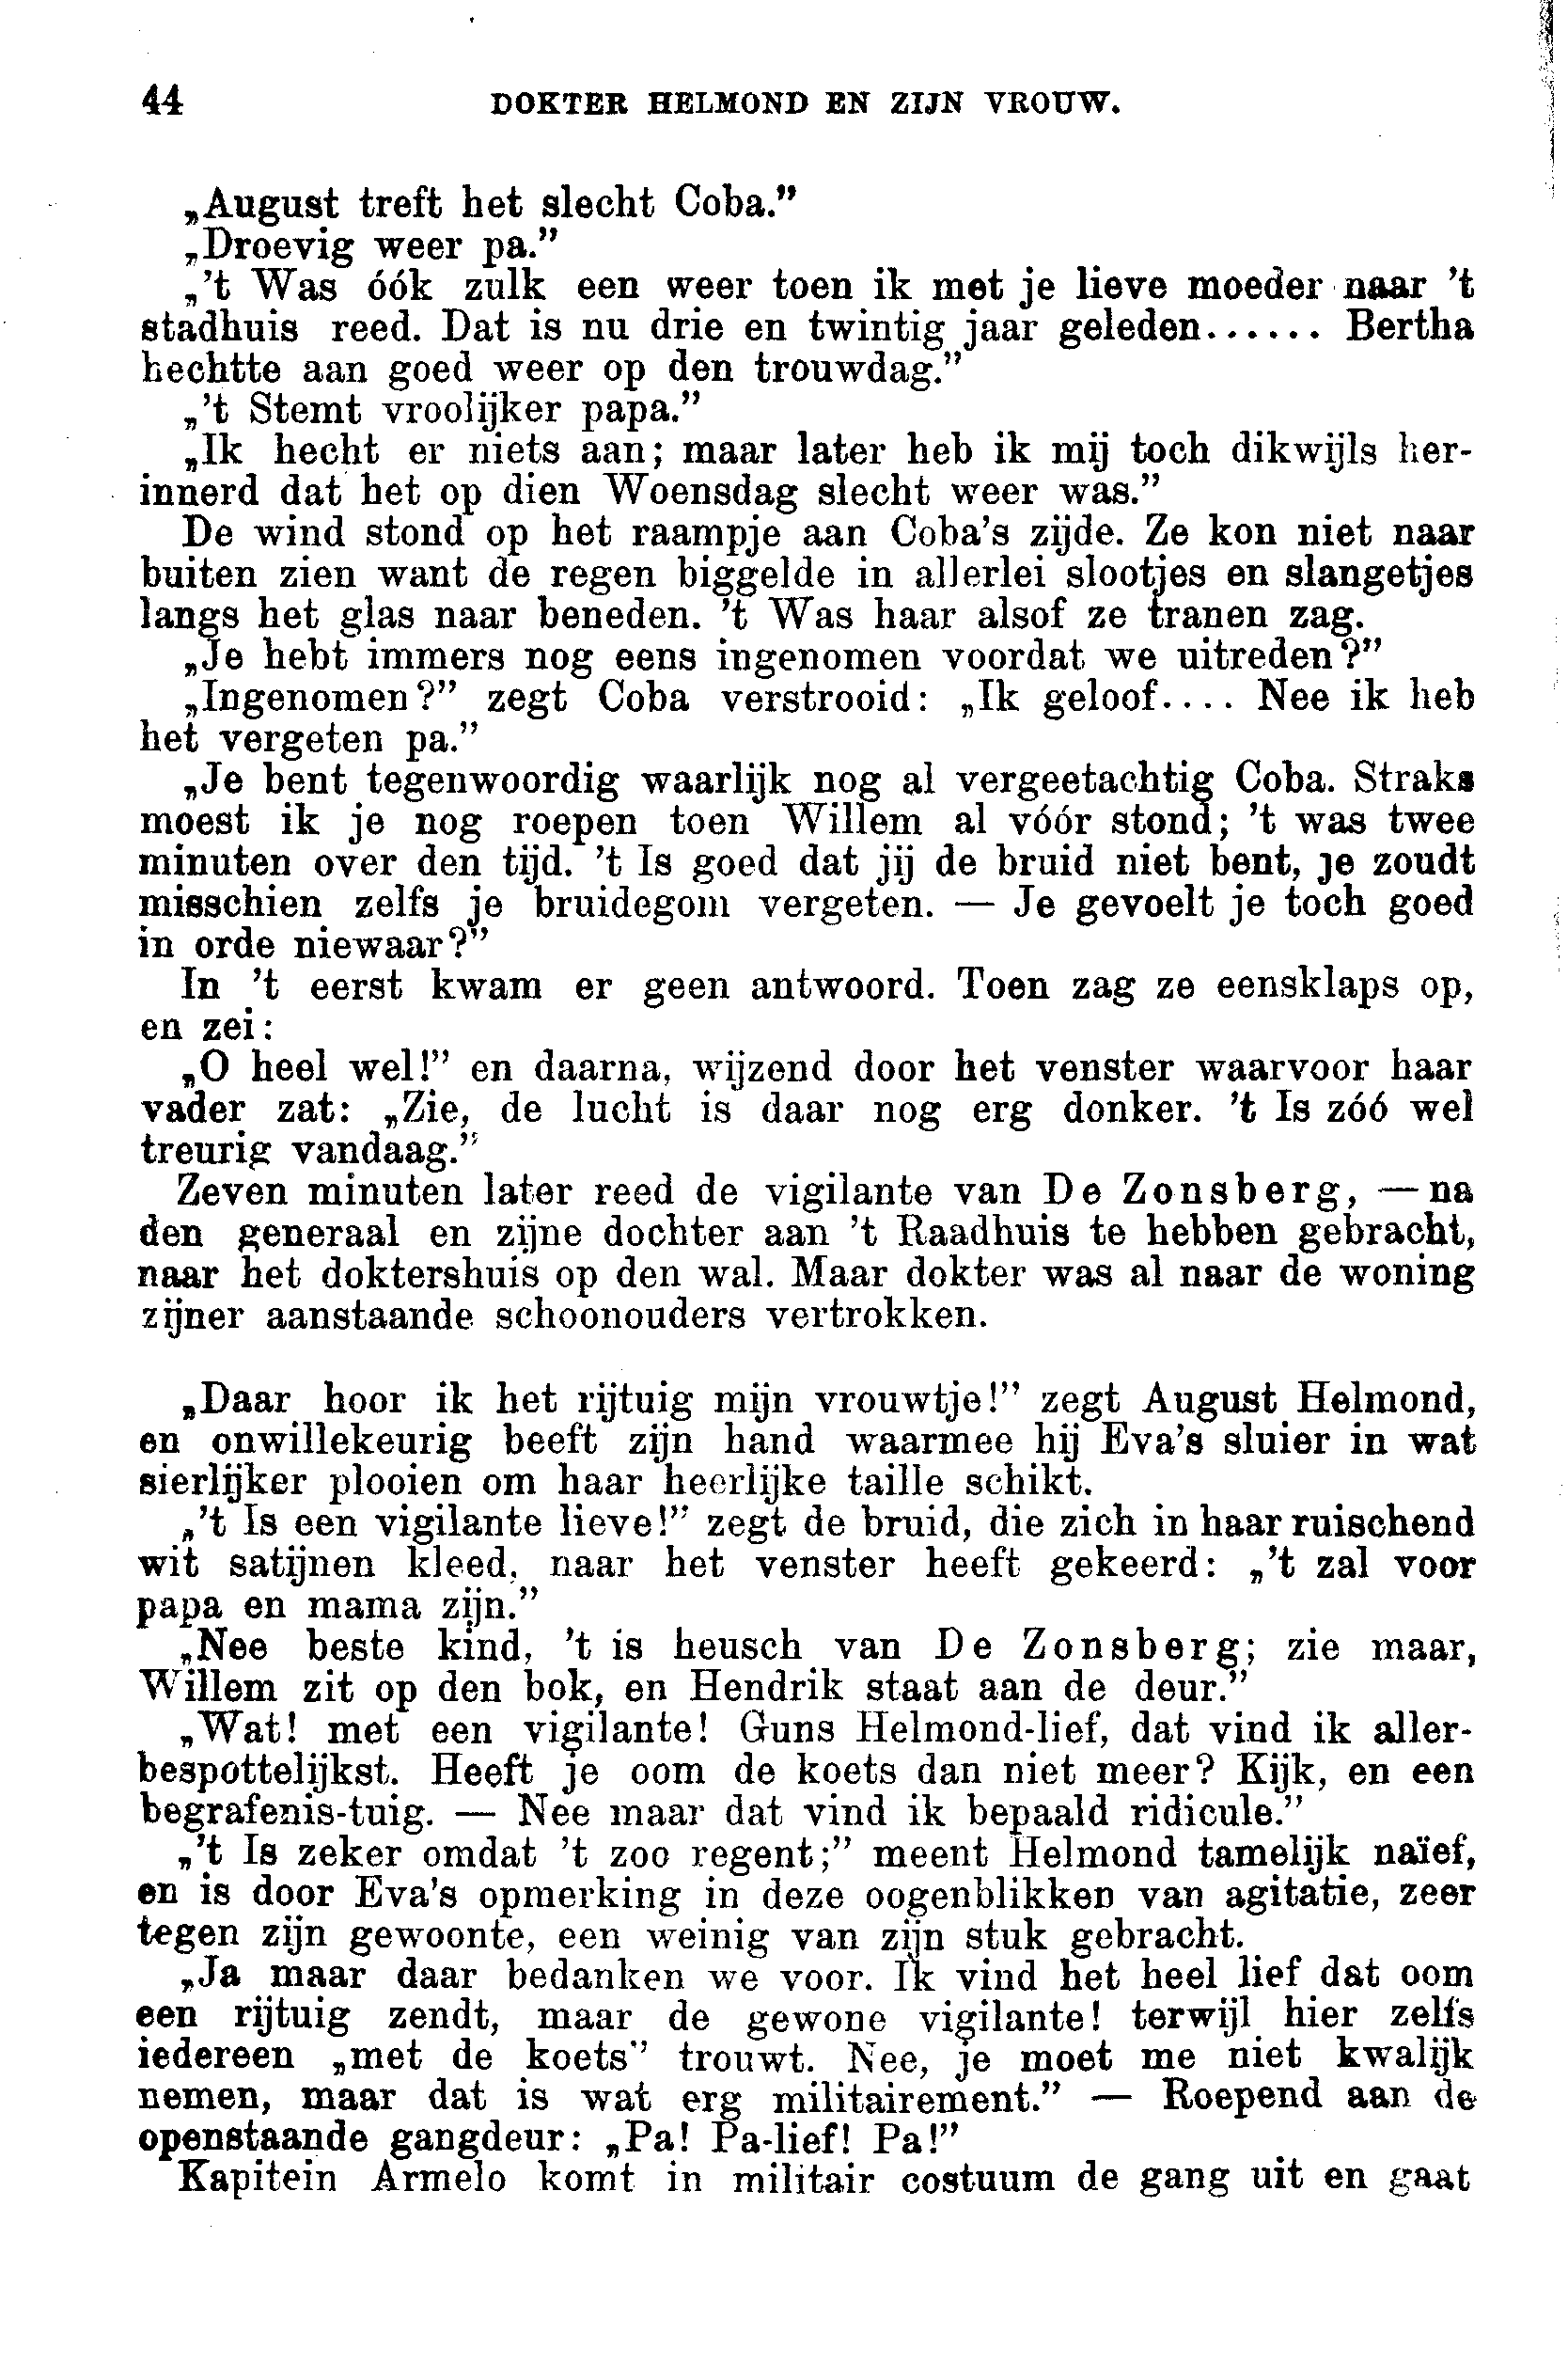 44 DOKTER HELMOND EN ZIJN VROUW.
„August treft het slecht Coba.”
„Droevig weer pa.”
„'t Was óók zulk een weer toen ik met je lieve moeder naar 't
stadhuis reed. Dat is nu drie en twintig jaar geleden...... Bertha
hechtte aan goed weer op den trouwdag.”
„'t Stemt vroolijker papa.”
„Ik hecht er niets aan; maar later heb ik mij toch dikwijls her-
innerd dat het op dien Woensdag slecht weer was.”
De wind stond op het raampje aan Coba's zijde. Ze kon niet naar
buiten zien want de regen biggelde in allerlei slootjes en slangetjes
langs het glas naar beneden. 't Was haar alsof ze tranen zag.
„Je hebt immers nog eens ingenomen voordat we uitreden?”
„Ingenomen?” zegt Coba verstrooid: „Ik geloof.... Nee ik heb
het vergeten pa.”
„Je bent tegenwoordig waarlijk nog al vergeetachtig Coba. Straks
moest ik je nog roepen toen Willem al vóór stond; 't was twee
minuten over den tijd. 't Is goed dat jij de bruid niet bent, je zoudt
misschien zelfs je bruidegom vergeten. — Je gevoelt je toch goed
in orde niewaar?”
In 't eerst kwam er geen antwoord. Toen zag ze eensklaps op,
en zei:
„O heel wel!” en daarna, wijzend door het venster waarvoor haar
vader zat: „Zie, de lucht is daar nog erg donker. 't Is zóó wel
treurig vandaag.”
Zeven minuten later reed de vigilante van De Zonsberg, — na
den generaal en zijne dochter aan 't Raadhuis te hebben gebracht,
naar het doktershuis op den wal. Maar dokter was al naar de woning
zijner aanstaande schoonouders vertrokken.
„Daar hoor ik het rijtuig mijn vrouwtje!” zegt August Helmond,
en onwillekeurig beeft zijn hand waarmee hij Eva's sluier in wat
sierlijker plooien om haar heerlijke taille schikt.
„'t Is een vigilante lieve!” zegt de bruid, die zich in haar ruischend
wit satijnen kleed, naar het venster heeft gekeerd: „'t zal voor
papa en mama zijn.”
„Nee beste kind, 't is heusch van De Zonsberg; zie maar,
Willem zit op den bok, en Hendrik staat aan de deur.”
„Wat! met een vigilante! Guns Helmond-lief, dat vind ik aller-
bespottelijkst. Heeft je oom de koets dan niet meer? Kijk, en een
begrafenis-tuig. — Nee maar dat vind ik bepaald ridicule.”
„'t Is zeker omdat 't zoo regent;” meent Helmond tamelijk naïef,
en is door Eva's opmerking in deze oogenblikken van agitatie, zeer
tegen zijn gewoonte, een weinig van zijn stuk gebracht.
„Ja maar daar bedanken we voor. Ik vind het heel lief dat oom
een rijtuig zendt, maar de gewone vigilante! terwijl hier zelfs
iedereen „met de koets” trouwt. Nee, je moet me niet kwalijk
nemen, maar dat is wat erg militairement.” — Roepend aan de
openstaande gangdeur: „Pa! Pa-lief! Pa!”
Kapitein Armelo komt in militair costuum de gang uit en gaat